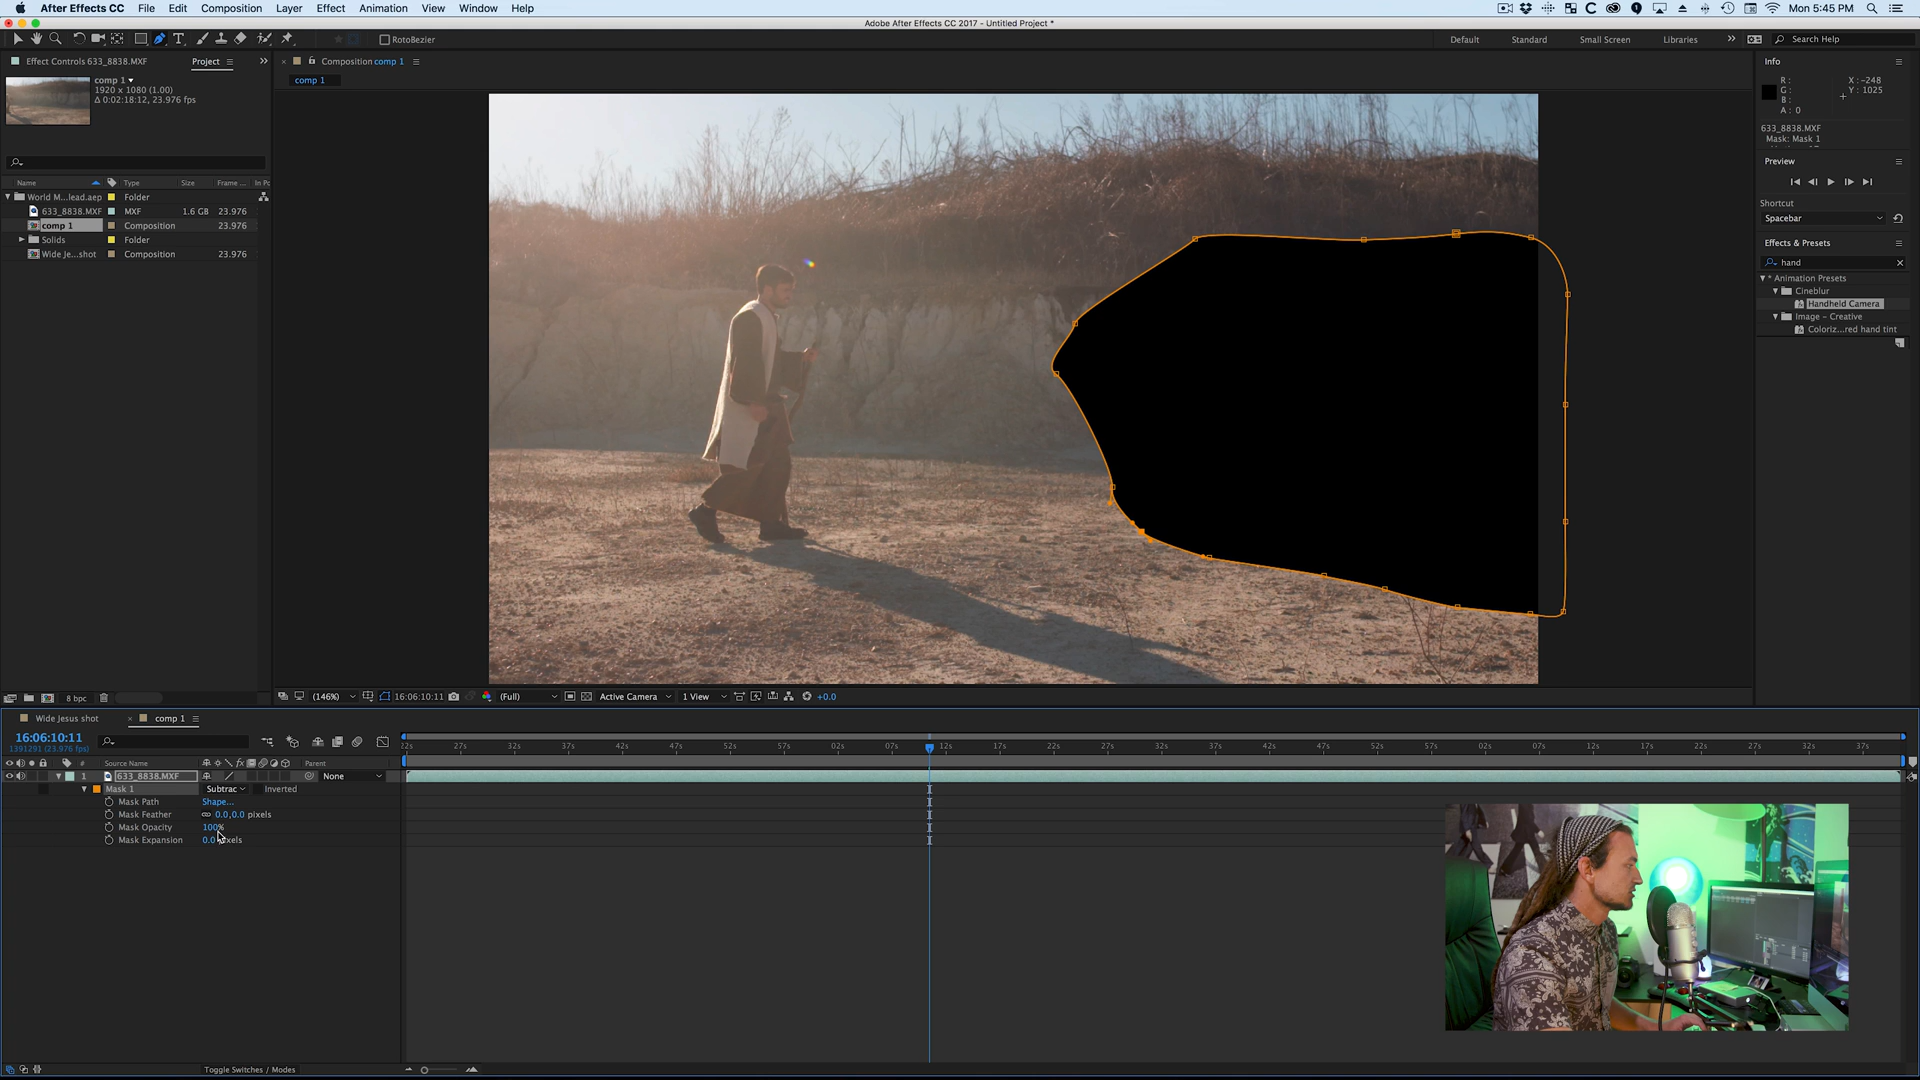 After Effects CC File Edit Composition Layer Effect Animation View Window Help
Mon 5:45 PM
Adobe After Effects CC 2017 - Untitled Project *
RotoBezier
Default Standard Small Screen Libraries Search Help
Effect Controls 633_8838.MXF Project
Composition comp 1
Info
comp 1
comp 1
1920 x 1080 (1.00)
Δ 0:02:18:12, 23.976 fps
R :
G :
B :
A : 0
X : -248
Y : 1025
633_8838.MXF
Mask: Mask 1
Preview
Shortcut
Spacebar
Effects & Presets
hand
* Animation Presets
Cineblur
Handheld Camera
Image - Creative
Coloriz...red hand tint
Name Type Size Frame ... In Po
World M...lead.aep Folder
633_8838.MXF MXF 1.6 GB 23.976
comp 1 Composition 23.976
Solids Folder
Wide Je...shot Composition 23.976
8 bpc
(146%) 16:06:10:11 (Full) Active Camera 1 View +0.0
Wide Jesus shot comp 1
16:06:10:11
1391291 (23.976 fps)
22s 27s 32s 37s 42s 47s 52s 57s 02s 07s 12s 17s 22s 27s 32s 37s 42s 47s 52s 57s 02s 07s 12s 17s 22s 27s 32s 37s
# Source Name fx Parent
1 633_8838.MXF None
Mask 1 Subtrac Inverted
Mask Path Shape...
Mask Feather 0.0,0.0 pixels
Mask Opacity 100%
Mask Expansion 0.0 pixels
Toggle Switches / Modes